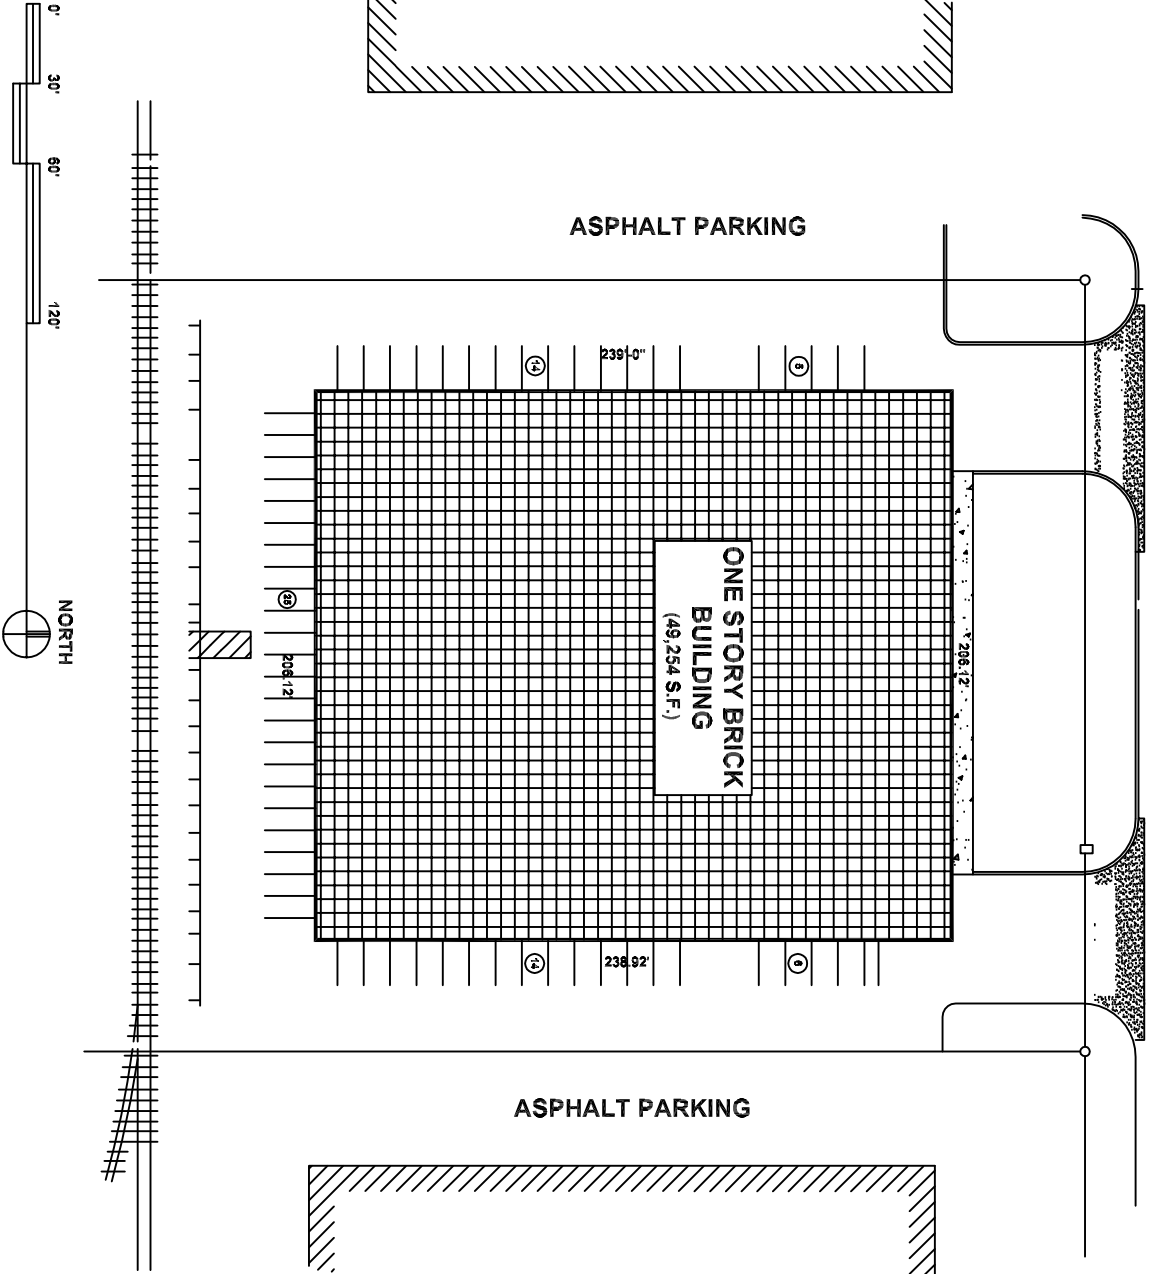 0'
30'
60'
120'
NORTH
ASPHALT PARKING
239'-0"
14
8
ONE STORY BRICK
BUILDING
(49,254 S.F.)
206.12'
25
206.12'
14
238.92'
6
ASPHALT PARKING